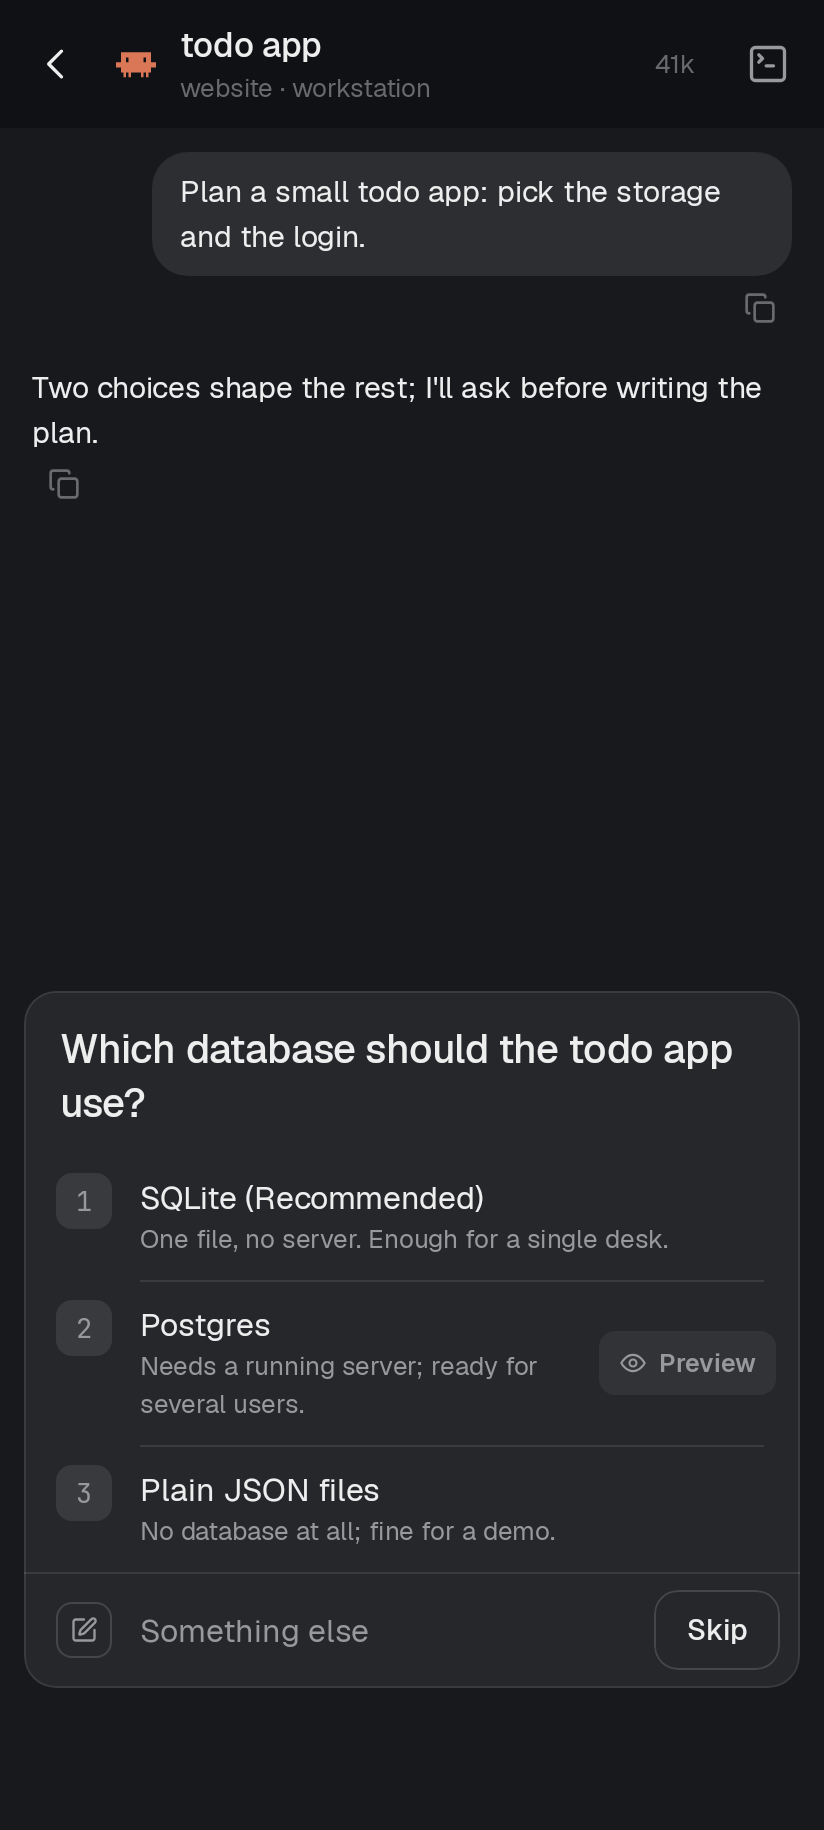 todo app
website · workstation
41k
Plan a small todo app: pick the storage
and the login.
Two choices shape the rest; I'll ask before writing the
plan.
Which database should the todo app
use?
1
SQLite (Recommended)
One file, no server. Enough for a single desk.
2
Postgres
Needs a running server; ready for
several users.
Preview
3
Plain JSON files
No database at all; fine for a demo.
Something else
Skip